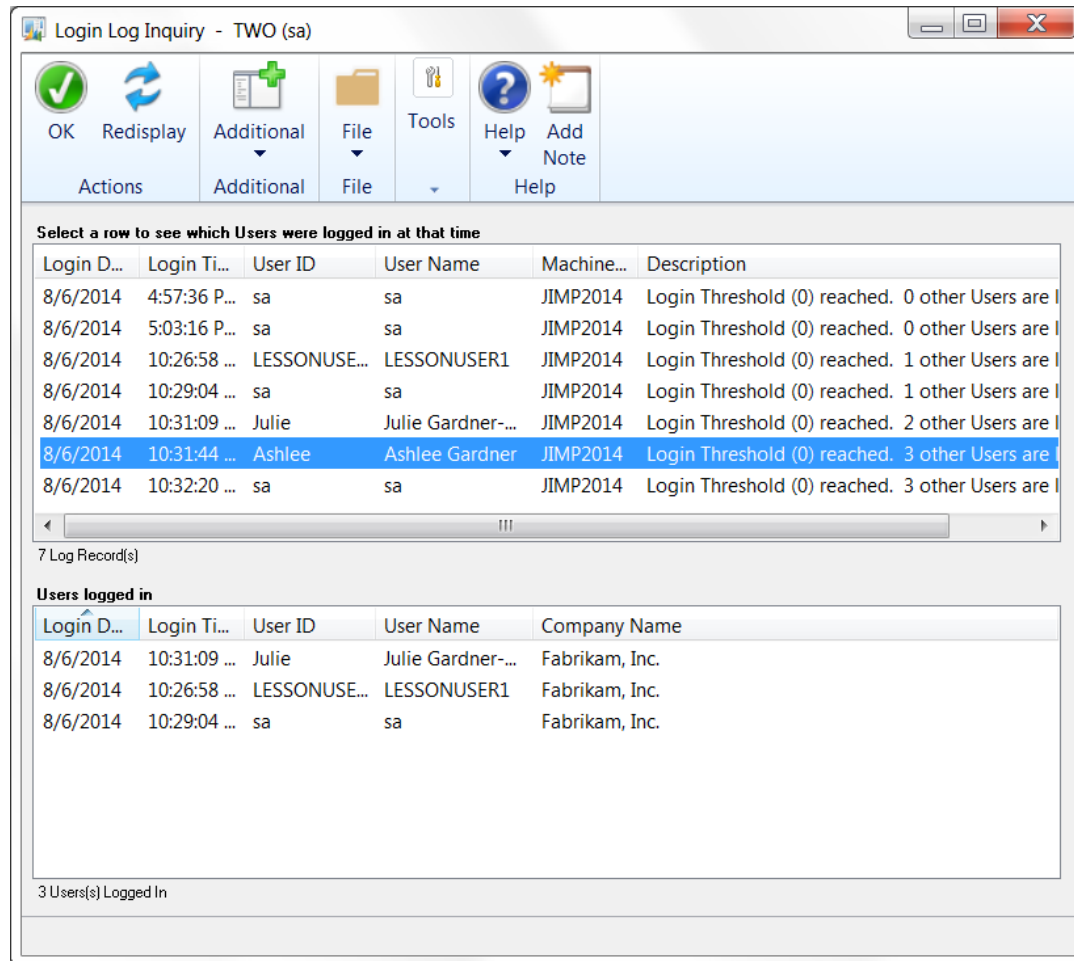 Login Log Inquiry - TWO (sa)
OK Redisplay Additional File Tools Help Add Note
Actions Additional File Help
Select a row to see which Users were logged in at that time
Login D... Login Ti... User ID User Name Machine... Description
8/6/2014 4:57:36 P... sa sa JIMP2014 Login Threshold (0) reached. 0 other Users are l
8/6/2014 5:03:16 P... sa sa JIMP2014 Login Threshold (0) reached. 0 other Users are l
8/6/2014 10:26:58 ... LESSONUSE... LESSONUSER1 JIMP2014 Login Threshold (0) reached. 1 other Users are l
8/6/2014 10:29:04 ... sa sa JIMP2014 Login Threshold (0) reached. 1 other Users are l
8/6/2014 10:31:09 ... Julie Julie Gardner-... JIMP2014 Login Threshold (0) reached. 2 other Users are l
8/6/2014 10:31:44 ... Ashlee Ashlee Gardner JIMP2014 Login Threshold (0) reached. 3 other Users are l
8/6/2014 10:32:20 ... sa sa JIMP2014 Login Threshold (0) reached. 3 other Users are l
7 Log Record(s)
Users logged in
Login D... Login Ti... User ID User Name Company Name
8/6/2014 10:31:09 ... Julie Julie Gardner-... Fabrikam, Inc.
8/6/2014 10:26:58 ... LESSONUSE... LESSONUSER1 Fabrikam, Inc.
8/6/2014 10:29:04 ... sa sa Fabrikam, Inc.
3 Users(s) Logged In